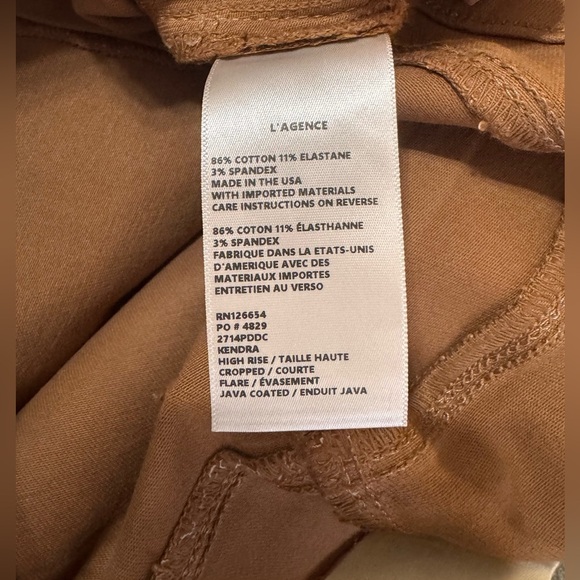 L'AGENCE
86% COTTON 11% ELASTANE
3% SPANDEX
MADE IN THE USA
WITH IMPORTED MATERIALS
CARE INSTRUCTIONS ON REVERSE
86% COTON 11% ÉLASTHANNE
3% SPANDEX
FABRIQUE DANS LA ETATS-UNIS
D'AMERIQUE AVEC DES
MATERIAUX IMPORTES
ENTRETIEN AU VERSO
RN126654
PO # 4829
2714PDDC
KENDRA
HIGH RISE / TAILLE HAUTE
CROPPED / COURTE
FLARE / ÉVASEMENT
JAVA COATED / ENDUIT JAVA